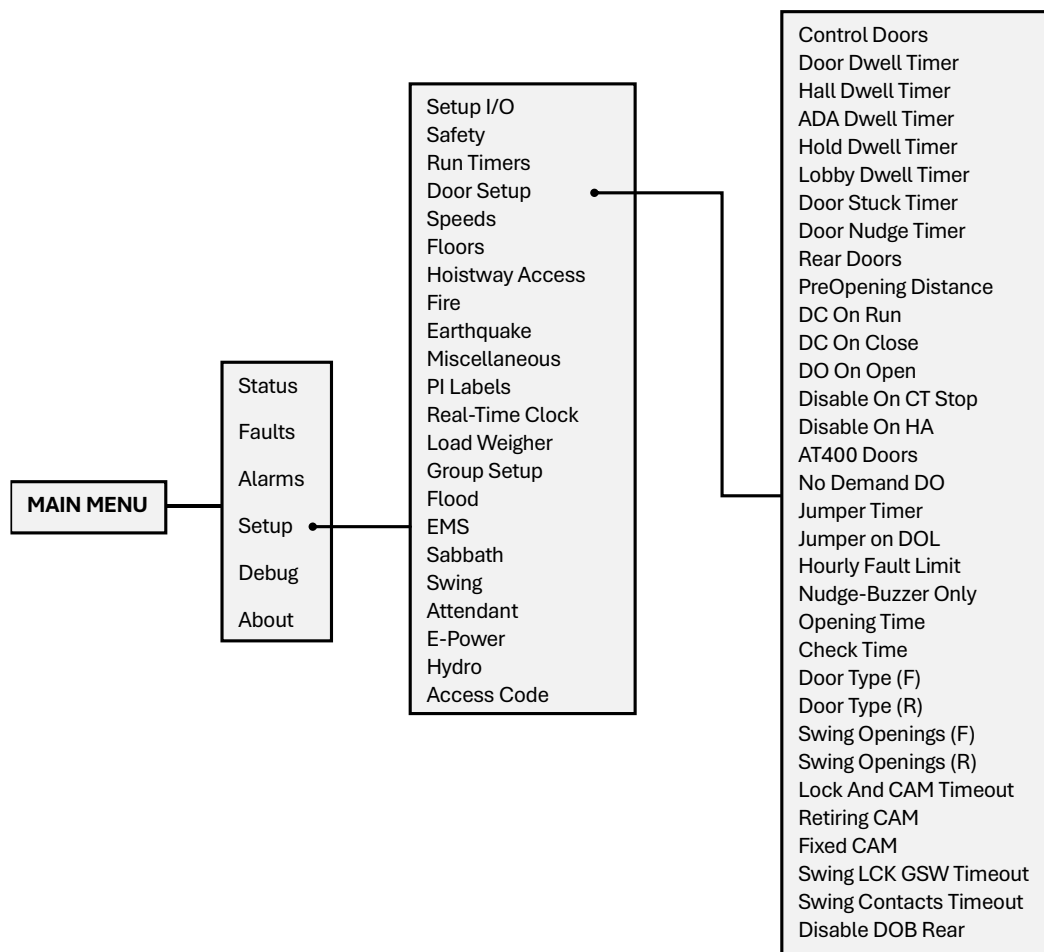 MAIN MENU
Status
Faults
Alarms
Setup
Debug
About
Setup I/O
Safety
Run Timers
Door Setup
Speeds
Floors
Hoistway Access
Fire
Earthquake
Miscellaneous
PI Labels
Real-Time Clock
Load Weigher
Group Setup
Flood
EMS
Sabbath
Swing
Attendant
E-Power
Hydro
Access Code
Control Doors
Door Dwell Timer
Hall Dwell Timer
ADA Dwell Timer
Hold Dwell Timer
Lobby Dwell Timer
Door Stuck Timer
Door Nudge Timer
Rear Doors
PreOpening Distance
DC On Run
DC On Close
DO On Open
Disable On CT Stop
Disable On HA
AT400 Doors
No Demand DO
Jumper Timer
Jumper on DOL
Hourly Fault Limit
Nudge-Buzzer Only
Opening Time
Check Time
Door Type (F)
Door Type (R)
Swing Openings (F)
Swing Openings (R)
Lock And CAM Timeout
Retiring CAM
Fixed CAM
Swing LCK GSW Timeout
Swing Contacts Timeout
Disable DOB Rear